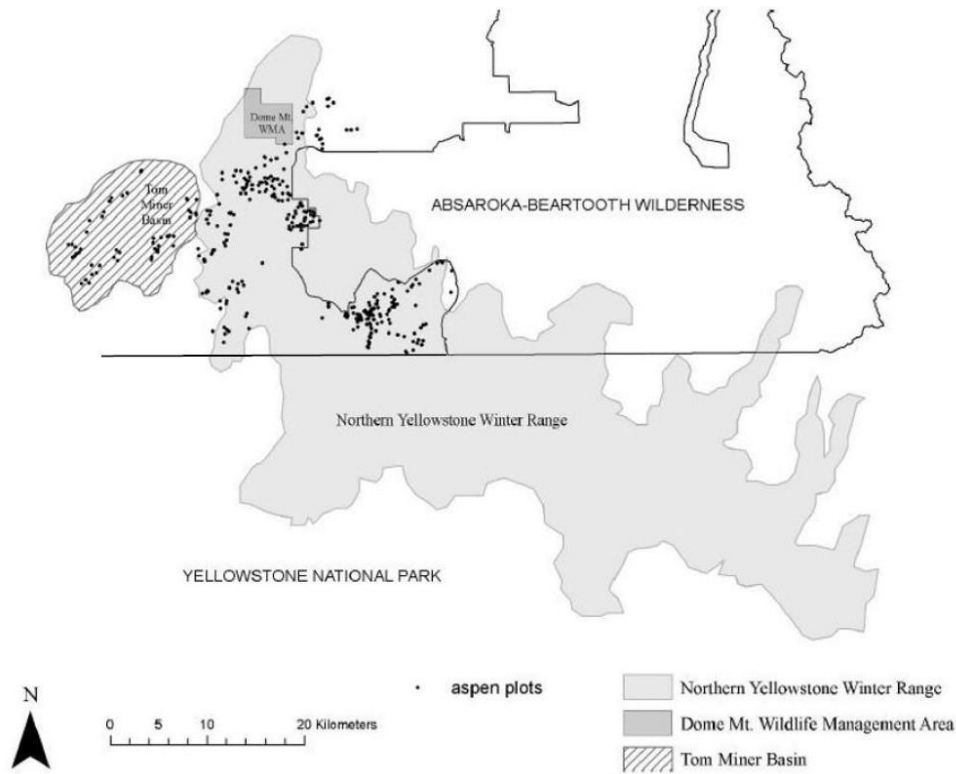 Dome Mt.
WMA
Tom
Miner
Basin
ABSAROKA-BEARTOOTH WILDERNESS
Northern Yellowstone Winter Range
YELLOWSTONE NATIONAL PARK
N
0 5 10 20 Kilometers
aspen plots
Northern Yellowstone Winter Range
Dome Mt. Wildlife Management Area
Tom Miner Basin